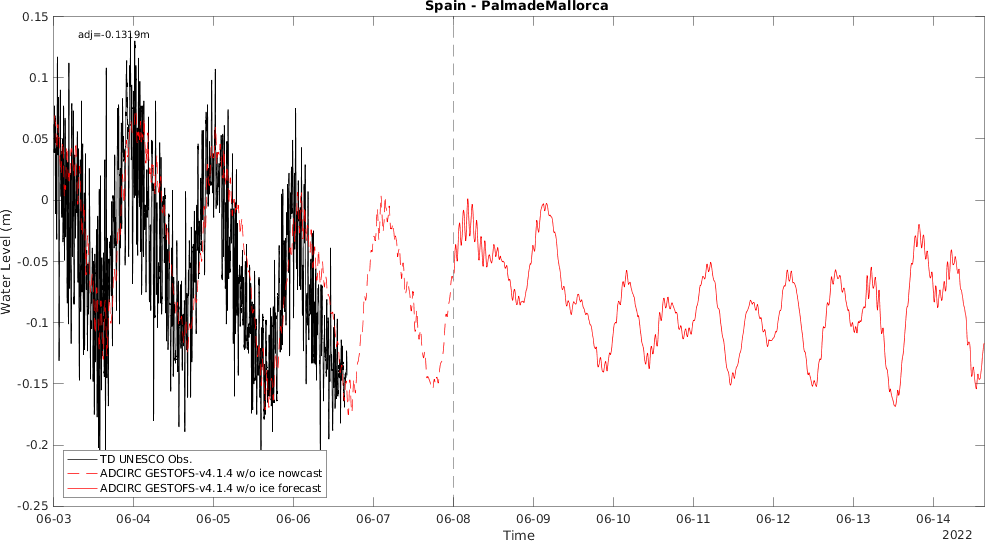 Spain - PalmadeMallorca
adj=-0.1319m
0.15
0.1
0.05
0
-0.05
-0.1
-0.15
-0.2
-0.25
Water Level (m)
TD UNESCO Obs.
ADCIRC GESTOFS-v4.1.4 w/o ice nowcast
ADCIRC GESTOFS-v4.1.4 w/o ice forecast
06-03 06-04 06-05 06-06 06-07 06-08 06-09 06-10 06-11 06-12 06-13 06-14
Time
2022